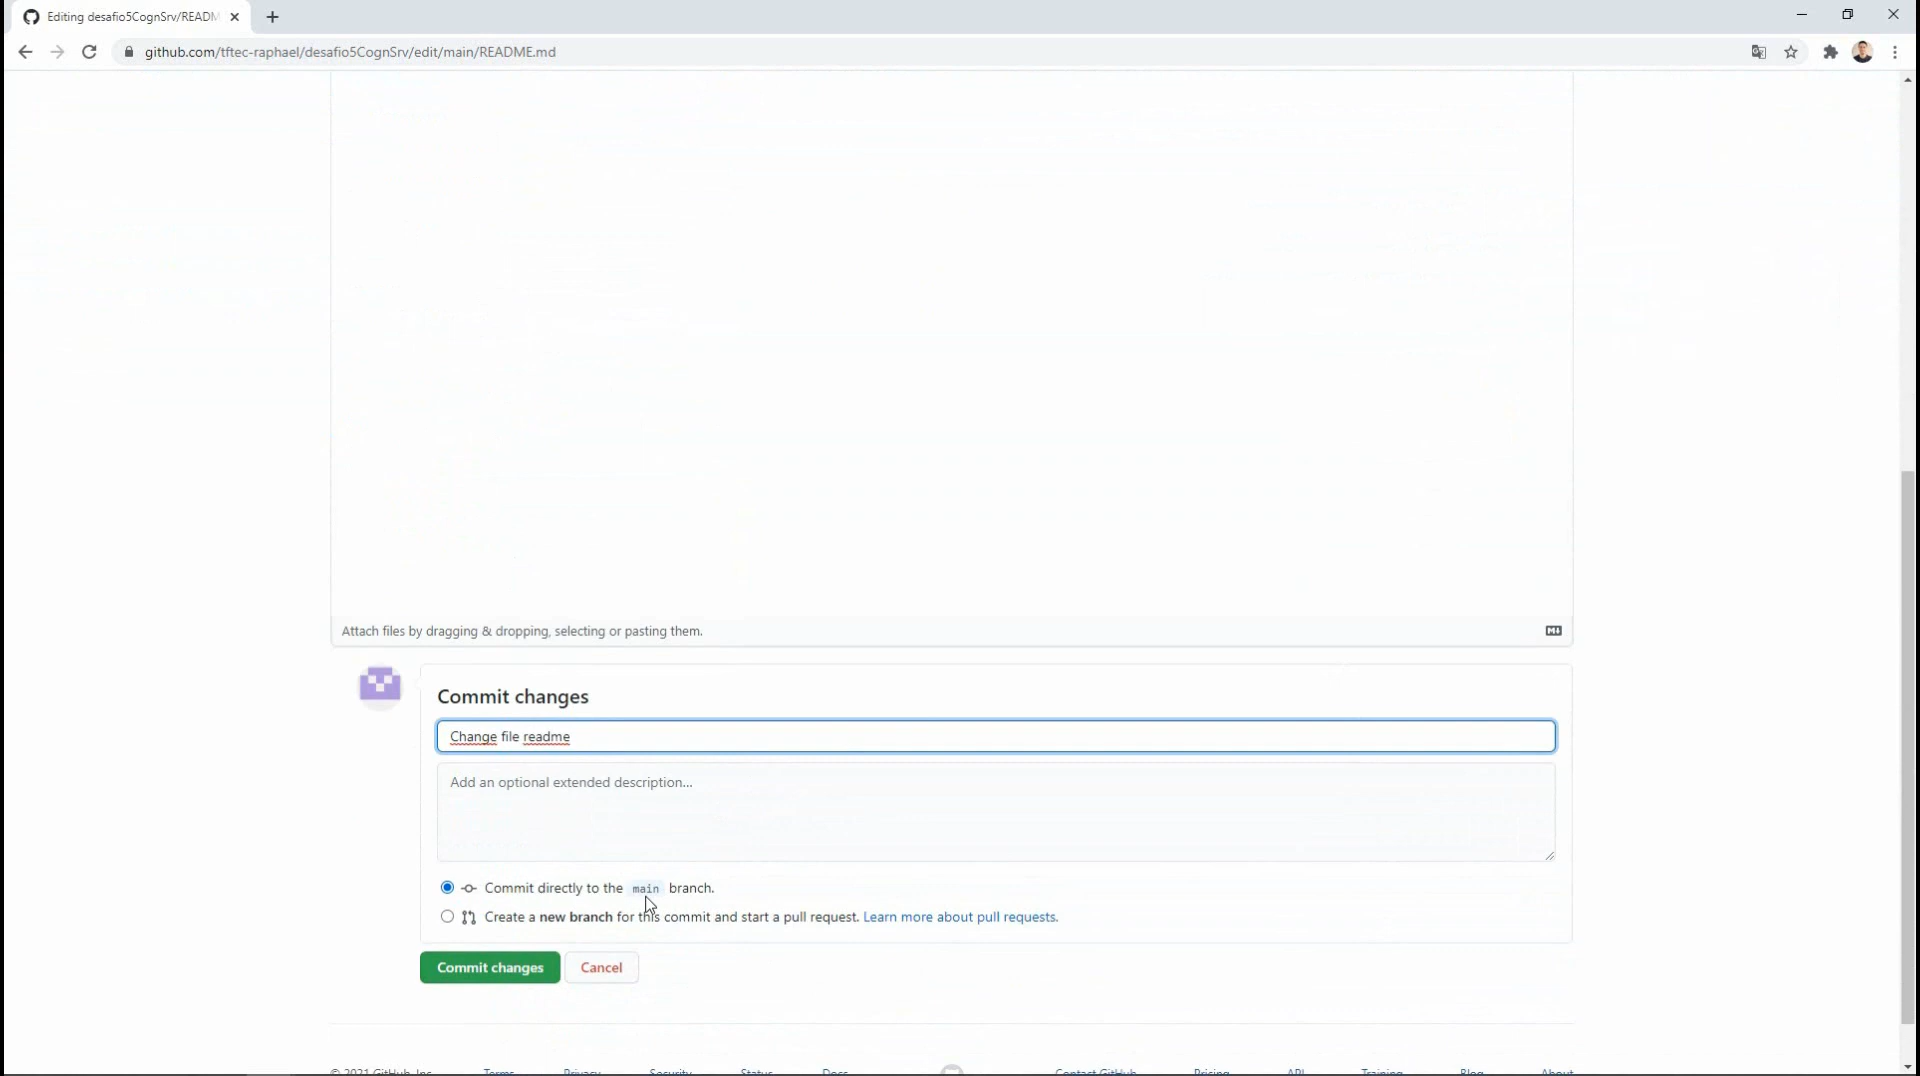 Editing desafio5CognSrv/READM
github.com/tftec-raphael/desafio5CognSrv/edit/main/README.md
Attach files by dragging & dropping, selecting or pasting them.
Commit changes
Change file readme
Add an optional extended description...
Commit directly to the main branch.
Create a new branch for this commit and start a pull request. Learn more about pull requests.
Commit changes Cancel
© 2021 GitHub, Inc. Terms Privacy Security Status Docs Contact GitHub Pricing API Training Blog About